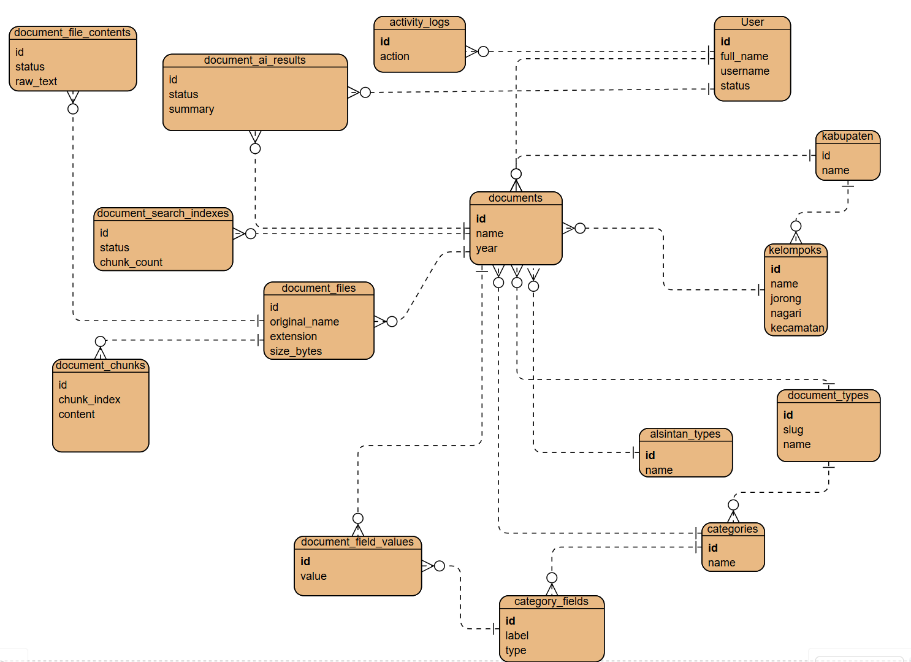 activity_logs
id
action
User
id
full_name
username
status
document_file_contents
id
status
raw_text
document_ai_results
id
status
summary
kabupaten
id
name
documents
id
name
year
document_search_indexes
id
status
chunk_count
kelompoks
id
name
jorong
nagari
kecamatan
document_files
id
original_name
extension
size_bytes
document_chunks
id
chunk_index
content
document_types
id
slug
name
alsintan_types
id
name
categories
id
name
document_field_values
id
value
category_fields
id
label
type